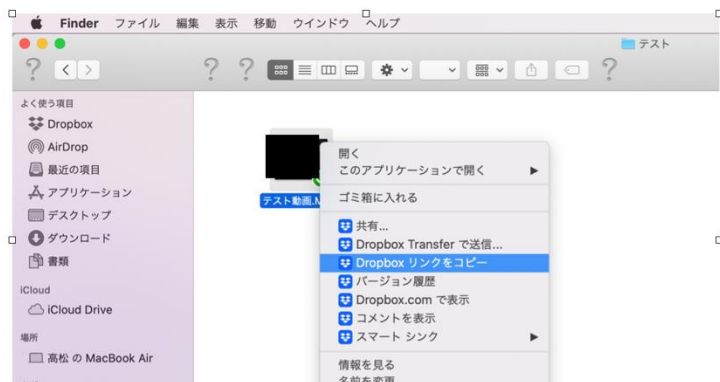 Finder ファイル 編集 表示 移動 ウインドウ ヘルプ
テスト
よく使う項目
Dropbox
AirDrop
最近の項目
アプリケーション
デスクトップ
ダウンロード
書類
iCloud
iCloud Drive
場所
高松 の MacBook Air
テスト動画.M
開く
このアプリケーションで開く
ゴミ箱に入れる
共有...
Dropbox Transfer で送信...
Dropbox リンクをコピー
バージョン履歴
Dropbox.com で表示
コメントを表示
スマート シンク
情報を見る
名前を変更